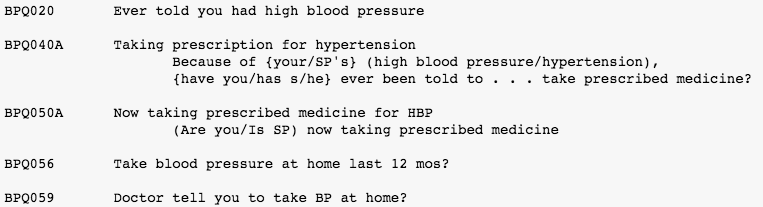 BPQ020 Ever told you had high blood pressure
BPQ040A Taking prescription for hypertension
Because of {your/SP's} (high blood pressure/hypertension),
{have you/has s/he} ever been told to . . . take prescribed medicine?
BPQ050A Now taking prescribed medicine for HBP
(Are you/Is SP) now taking prescribed medicine
BPQ056 Take blood pressure at home last 12 mos?
BPQ059 Doctor tell you to take BP at home?